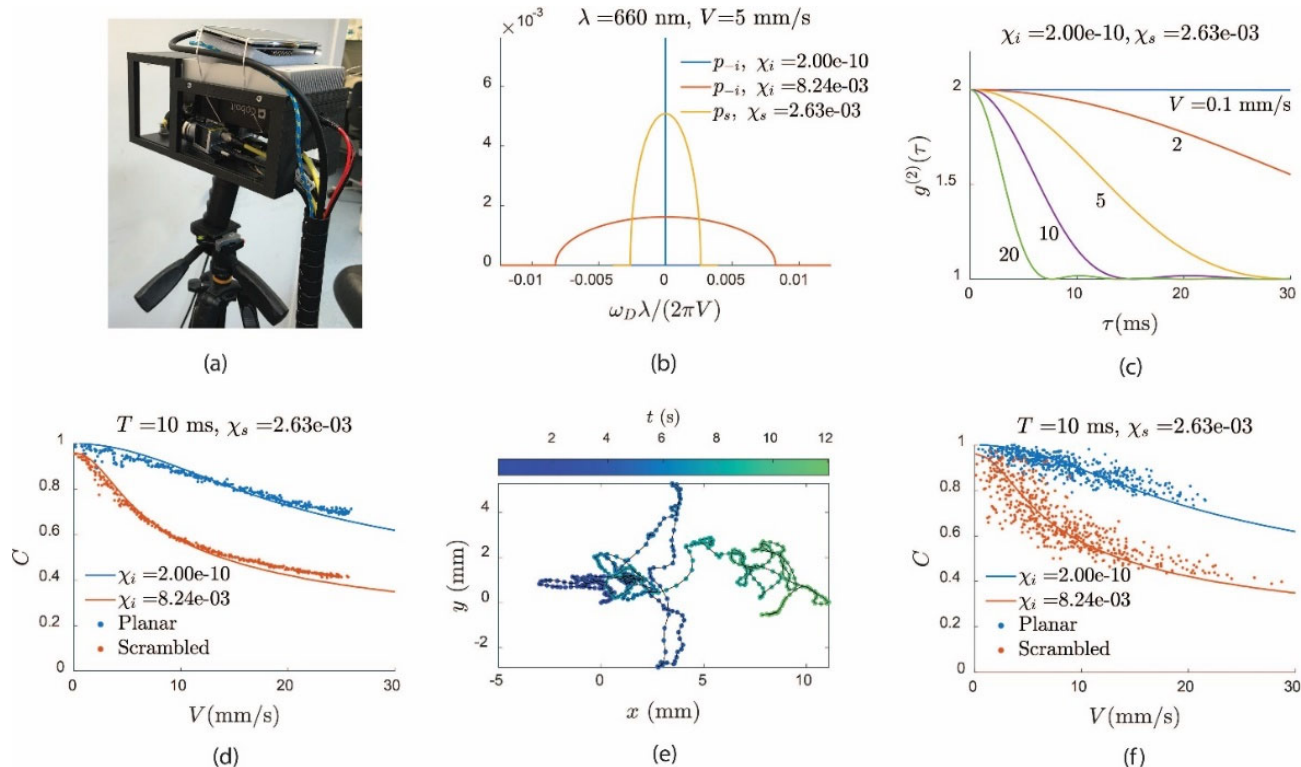 λ =660 nm, V=5 mm/s
×10⁻³
6
4
2
0
p₋ᵢ, χᵢ =2.00e-10
p₋ᵢ, χᵢ =8.24e-03
pₛ, χₛ =2.63e-03
-0.01 -0.005 0 0.005 0.01
ω_D λ/(2πV)
χᵢ =2.00e-10, χₛ =2.63e-03
2
1.5
1
g⁽²⁾(τ)
V =0.1 mm/s
2
5
10
20
0 10 20 30
τ(ms)
(a)
(b)
(c)
T =10 ms, χₛ =2.63e-03
1
0.8
0.6
0.4
0.2
0
C
χᵢ =2.00e-10
χᵢ =8.24e-03
Planar
Scrambled
0 10 20 30
V(mm/s)
(d)
t (s)
2 4 6 8 10 12
4
2
0
-2
y (mm)
-5 0 5 10
x (mm)
(e)
T =10 ms, χₛ =2.63e-03
1
0.8
0.6
0.4
0.2
0
C
χᵢ =2.00e-10
χᵢ =8.24e-03
Planar
Scrambled
0 10 20 30
V(mm/s)
(f)